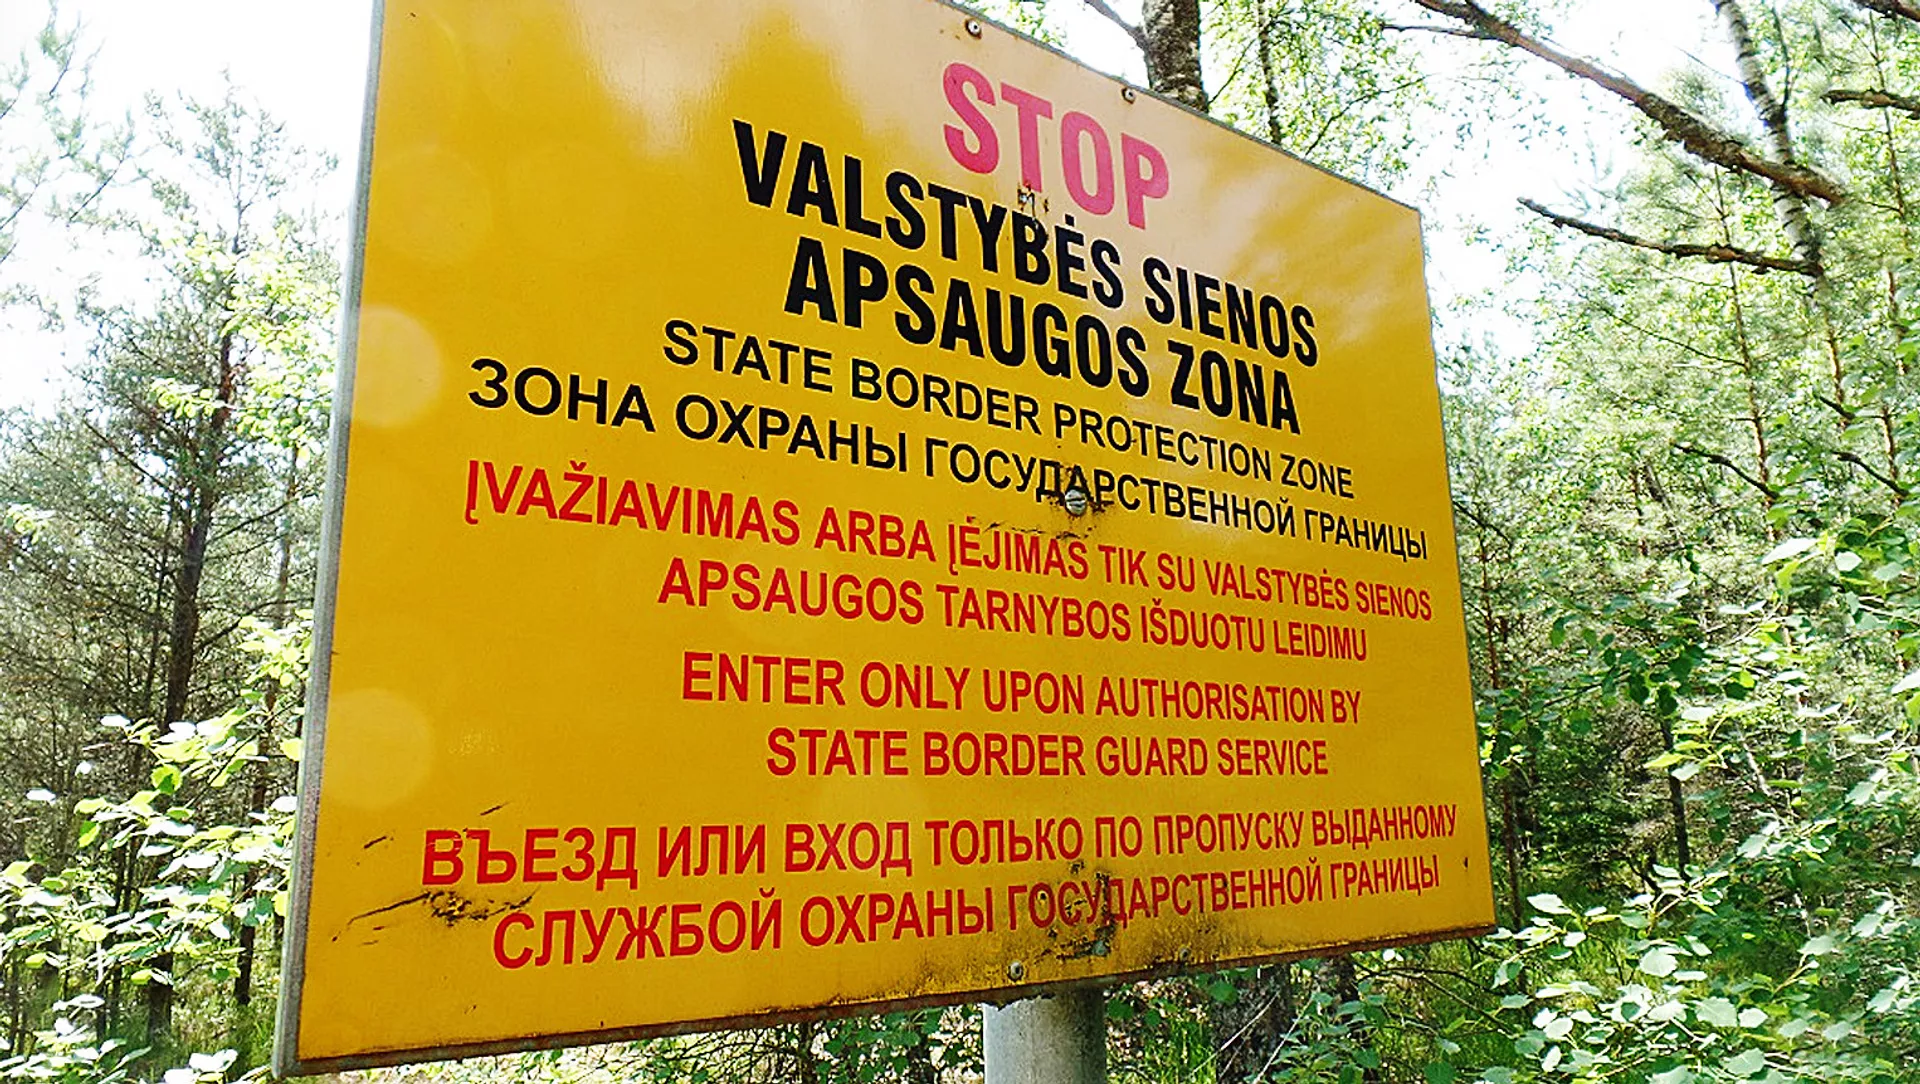 STOP
VALSTYBĖS SIENOS
APSAUGOS ZONA
STATE BORDER PROTECTION ZONE
ЗОНА ОХРАНЫ ГОСУДАРСТВЕННОЙ ГРАНИЦЫ
ĮVAŽIAVIMAS ARBA ĮĖJIMAS TIK SU VALSTYBĖS SIENOS
APSAUGOS TARNYBOS IŠDUOTU LEIDIMU
ENTER ONLY UPON AUTHORISATION BY
STATE BORDER GUARD SERVICE
ВЪЕЗД ИЛИ ВХОД ТОЛЬКО ПО ПРОПУСКУ ВЫДАННОМУ
СЛУЖБОЙ ОХРАНЫ ГОСУДАРСТВЕННОЙ ГРАНИЦЫ